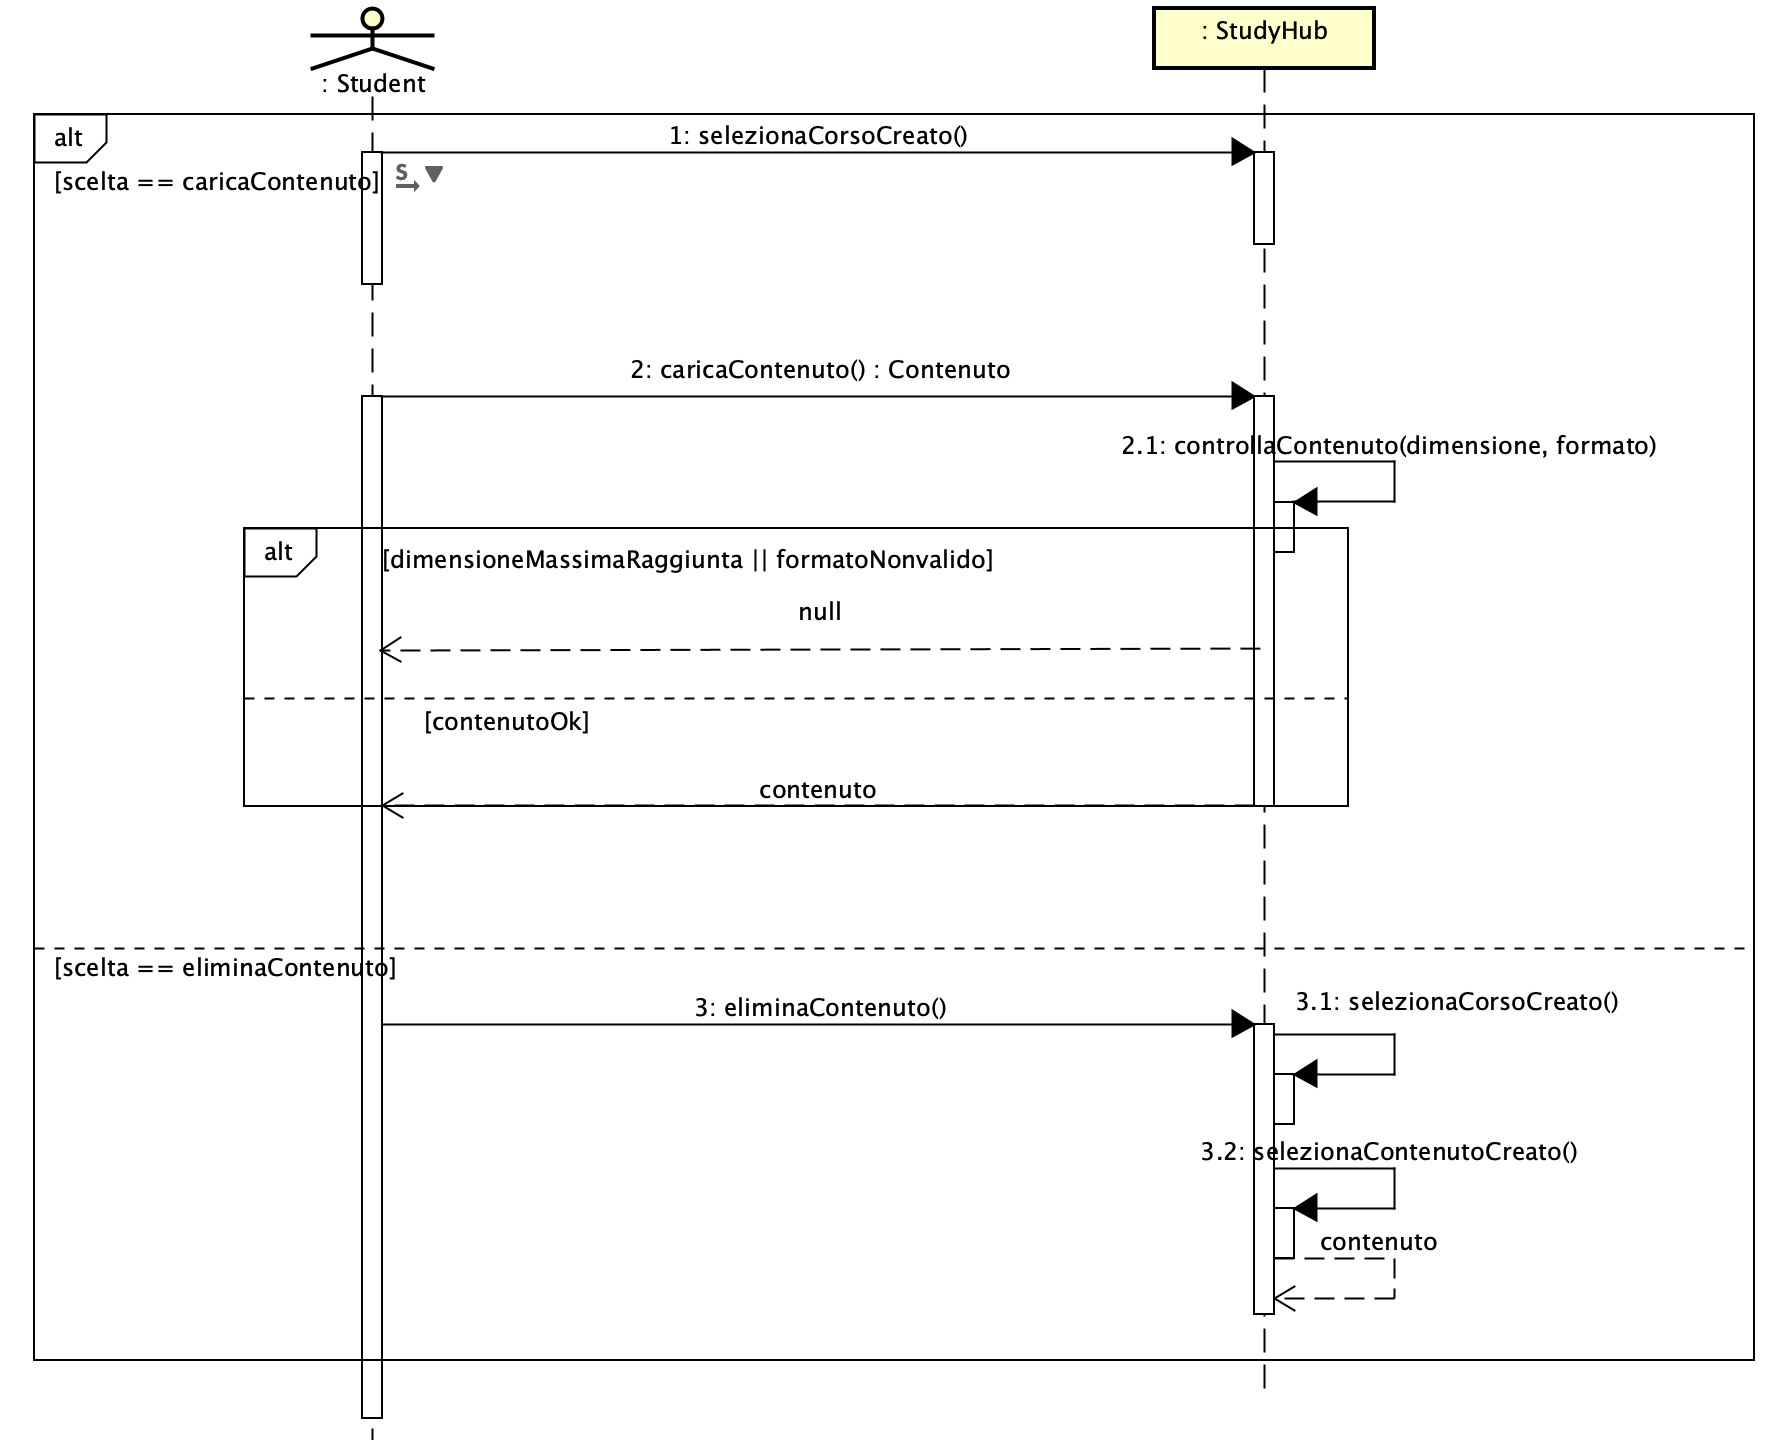 : Student
: StudyHub
alt
1: selezionaCorsoCreato()
[scelta == caricaContenuto]
S
2: caricaContenuto() : Contenuto
2.1: controllaContenuto(dimensione, formato)
alt
[dimensioneMassimaRaggiunta || formatoNonvalido]
null
[contenutoOk]
contenuto
[scelta == eliminaContenuto]
3: eliminaContenuto()
3.1: selezionaCorsoCreato()
3.2: selezionaContenutoCreato()
contenuto